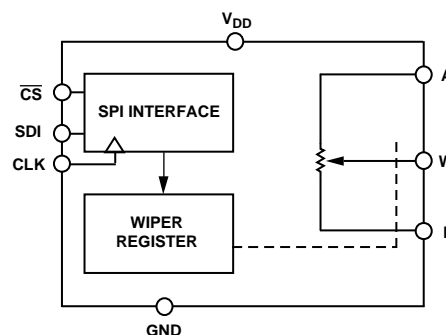 VDD
A
CS
SPI INTERFACE
SDI
CLK
W
WIPER
REGISTER
GND